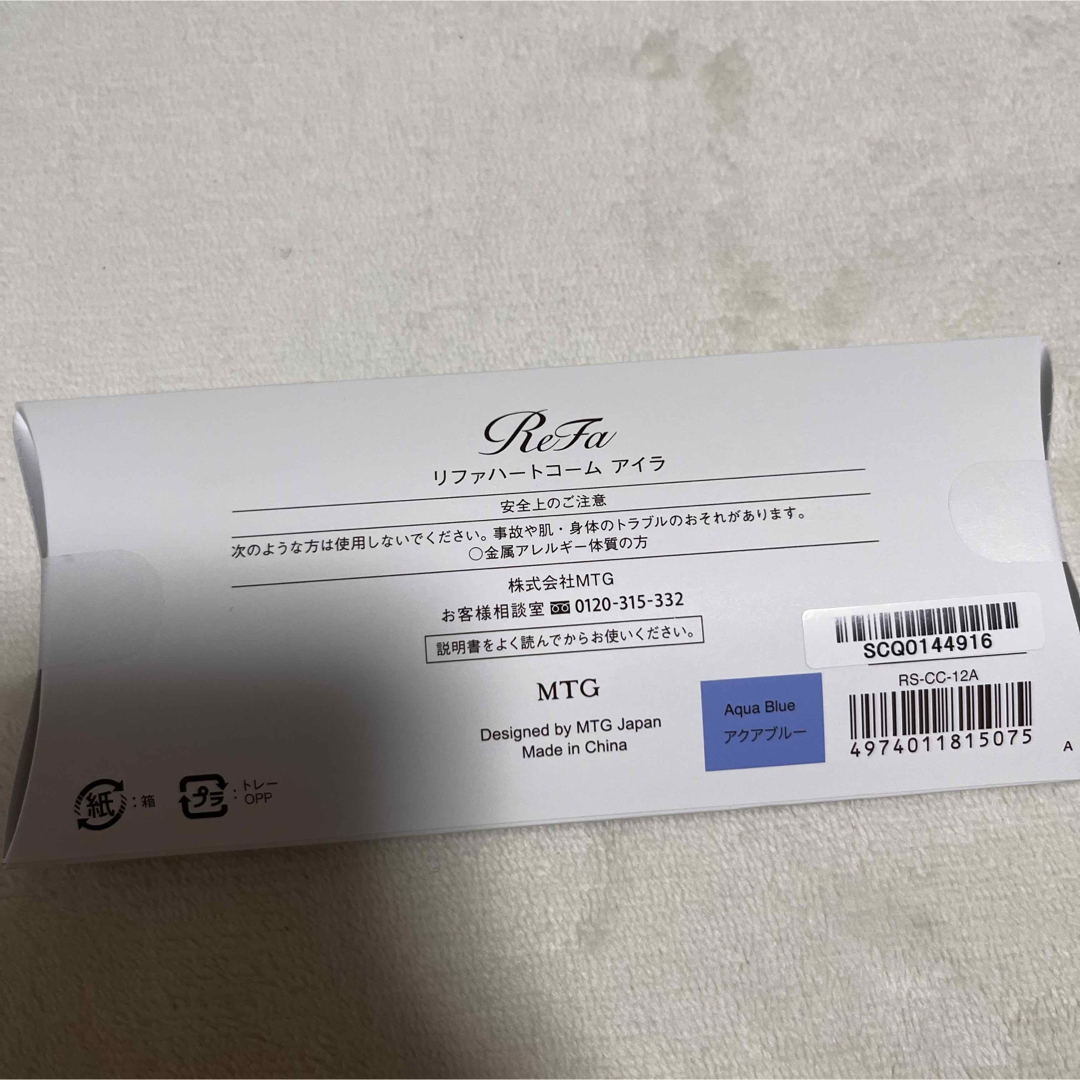 ReFa
リファハートコーム アイラ
安全上のご注意
次のような方は使用しないでください。事故や肌・身体のトラブルのおそれがあります。
○金属アレルギー体質の方
株式会社MTG
お客様相談室 0120-315-332
説明書をよく読んでからお使いください。
MTG
Designed by MTG Japan
Made in China
Aqua Blue
アクアブルー
SCQ0144916
RS-CC-12A
4974011815075
A
紙:箱
プラ:トレー
OPP